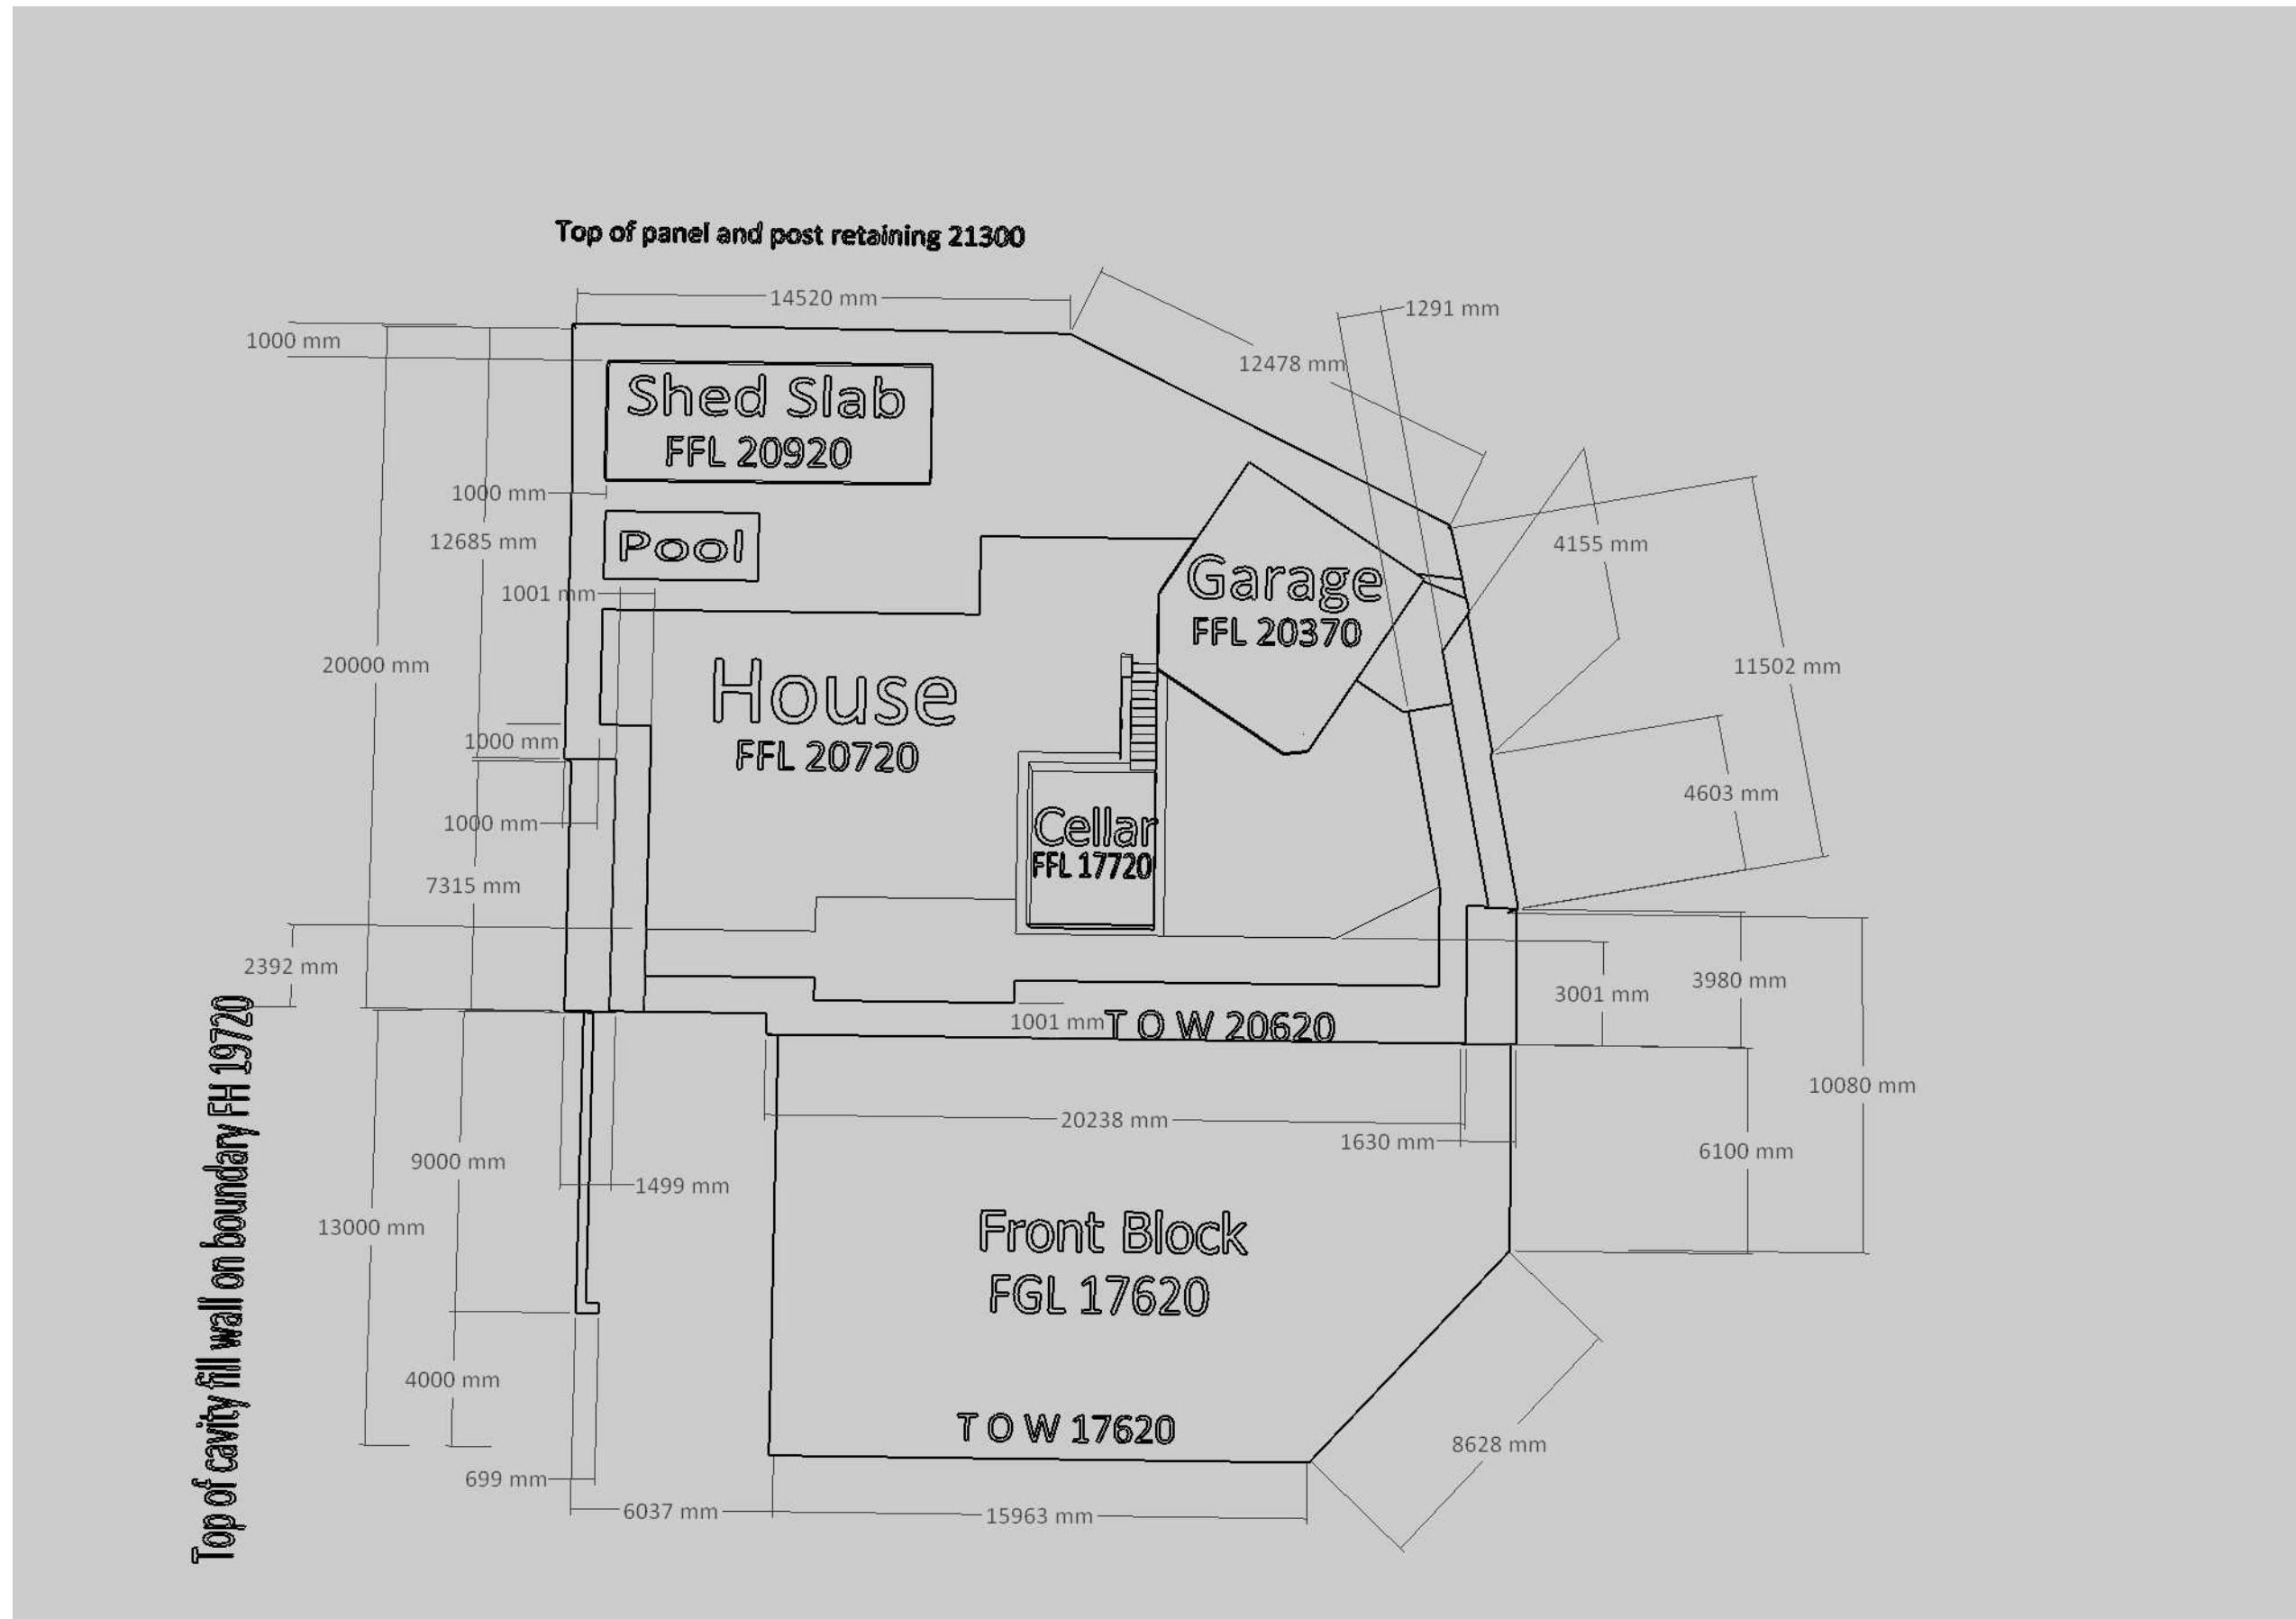 Top of panel and post retaining 21300
14520 mm
1291 mm
1000 mm
12478 mm
Shed Slab
FFL 20920
1000 mm
12685 mm
Pool
4155 mm
1001 mm
Garage
FFL 20370
20000 mm
11502 mm
House
FFL 20720
1000 mm
4603 mm
1000 mm
Cellar
FFL 17720
7315 mm
2392 mm
3980 mm
3001 mm
1001 mm
T O W 20620
10080 mm
20238 mm
1630 mm
6100 mm
9000 mm
1499 mm
13000 mm
Front Block
FGL 17620
4000 mm
T O W 17620
8628 mm
699 mm
6037 mm
15963 mm
Top of cavity fill wall on boundary FH 19720